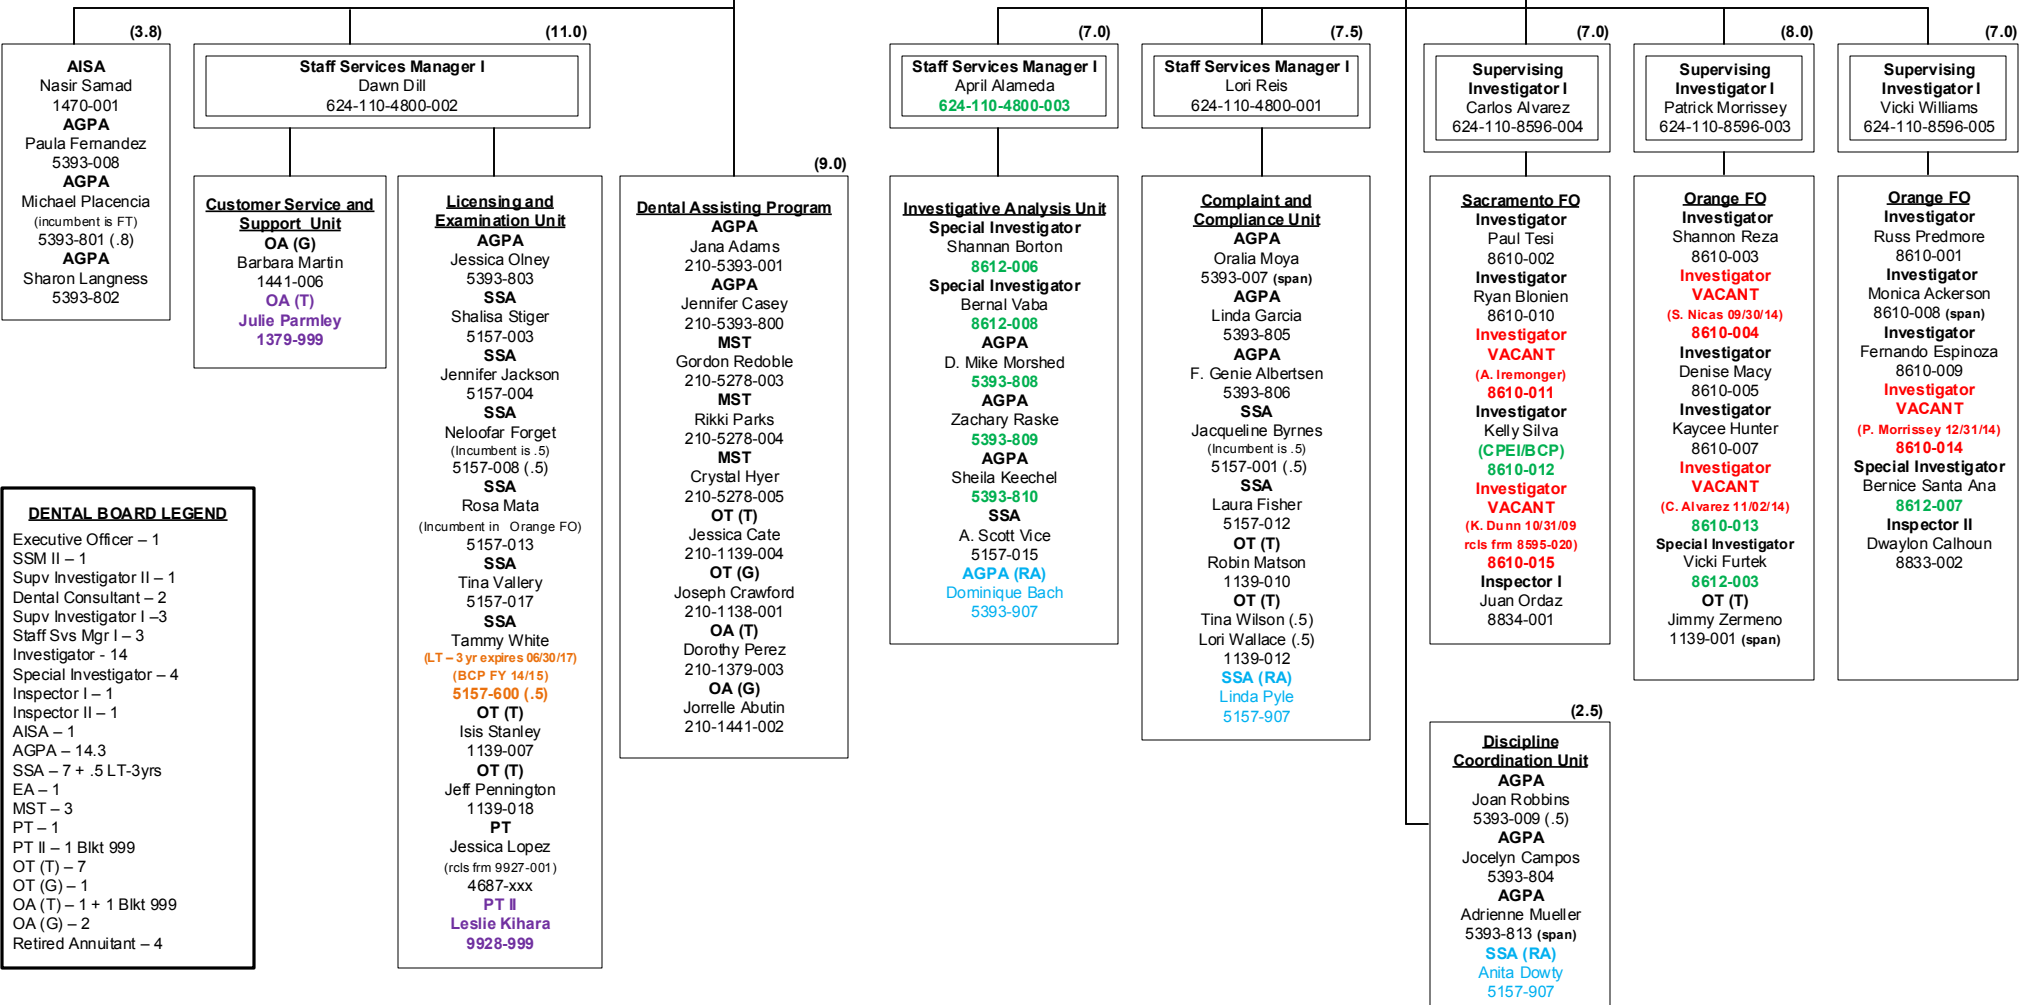 (3.8)
AISA
Nasir Samad
1470-001
AGPA
Paula Fernandez
5393-008
AGPA
Michael Placencia
(incumbent is FT)
5393-801 (.8)
AGPA
Sharon Langness
5393-802
(11.0)
Staff Services Manager I
Dawn Dill
624-110-4800-002
Customer Service and
Support Unit
OA (G)
Barbara Martin
1441-006
OA (T)
Julie Parmley
1379-999
Licensing and
Examination Unit
AGPA
Jessica Olney
5393-803
SSA
Shalisa Stiger
5157-003
SSA
Jennifer Jackson
5157-004
SSA
Neloofar Forget
(Incumbent is .5)
5157-008 (.5)
SSA
Rosa Mata
(Incumbent in Orange FO)
5157-013
SSA
Tina Vallery
5157-017
SSA
Tammy White
(LT – 3 yr expires 06/30/17)
(BCP FY 14/15)
5157-600 (.5)
OT (T)
Isis Stanley
1139-007
OT (T)
Jeff Pennington
1139-018
PT
Jessica Lopez
(rcls frm 9927-001)
4687-xxx
PT II
Leslie Kihara
9928-999
(9.0)
Dental Assisting Program
AGPA
Jana Adams
210-5393-001
AGPA
Jennifer Casey
210-5393-800
MST
Gordon Redoble
210-5278-003
MST
Rikki Parks
210-5278-004
MST
Crystal Hyer
210-5278-005
OT (T)
Jessica Cate
210-1139-004
OT (G)
Joseph Crawford
210-1138-001
OA (T)
Dorothy Perez
210-1379-003
OA (G)
Jorrelle Abutin
210-1441-002
(7.0)
Staff Services Manager I
April Alameda
624-110-4800-003
Investigative Analysis Unit
Special Investigator
Shannan Borton
8612-006
Special Investigator
Bernal Vaba
8612-008
AGPA
D. Mike Morshed
5393-808
AGPA
Zachary Raske
5393-809
AGPA
Sheila Keechel
5393-810
SSA
A. Scott Vice
5157-015
AGPA (RA)
Dominique Bach
5393-907
(7.5)
Staff Services Manager I
Lori Reis
624-110-4800-001
Complaint and
Compliance Unit
AGPA
Oralia Moya
5393-007 (span)
AGPA
Linda Garcia
5393-805
AGPA
F. Genie Albertsen
5393-806
SSA
Jacqueline Byrnes
(Incumbent is .5)
5157-001 (.5)
SSA
Laura Fisher
5157-012
OT (T)
Robin Matson
1139-010
OT (T)
Tina Wilson (.5)
Lori Wallace (.5)
1139-012
SSA (RA)
Linda Pyle
5157-907
(7.0)
Supervising
Investigator I
Carlos Alvarez
624-110-8596-004
Sacramento FO
Investigator
Paul Tesi
8610-002
Investigator
Ryan Blonien
8610-010
Investigator
VACANT
(A. Iremonger)
8610-011
Investigator
Kelly Silva
(CPEI/BCP)
8610-012
Investigator
VACANT
(K. Dunn 10/31/09
rcls frm 8595-020)
8610-015
Inspector I
Juan Ordaz
8834-001
(8.0)
Supervising
Investigator I
Patrick Morrissey
624-110-8596-003
Orange FO
Investigator
Shannon Reza
8610-003
Investigator
VACANT
(S. Nicas 09/30/14)
8610-004
Investigator
Denise Macy
8610-005
Investigator
Kaycee Hunter
8610-007
Investigator
VACANT
(C. Alvarez 11/02/14)
8610-013
Special Investigator
Vicki Furtek
8612-003
OT (T)
Jimmy Zermeno
1139-001 (span)
(7.0)
Supervising
Investigator I
Vicki Williams
624-110-8596-005
Orange FO
Investigator
Russ Predmore
8610-001
Investigator
Monica Ackerson
8610-008 (span)
Investigator
Fernando Espinoza
8610-009
Investigator
VACANT
(P. Morrissey 12/31/14)
8610-014
Special Investigator
Bernice Santa Ana
8612-007
Inspector II
Dwaylon Calhoun
8833-002
(2.5)
Discipline
Coordination Unit
AGPA
Joan Robbins
5393-009 (.5)
AGPA
Jocelyn Campos
5393-804
AGPA
Adrienne Mueller
5393-813 (span)
SSA (RA)
Anita Dowty
5157-907
DENTAL BOARD LEGEND
Executive Officer – 1
SSM II – 1
Supv Investigator II – 1
Dental Consultant – 2
Supv Investigator I –3
Staff Svs Mgr I – 3
Investigator - 14
Special Investigator – 4
Inspector I – 1
Inspector II – 1
AISA – 1
AGPA – 14.3
SSA – 7 + .5 LT-3yrs
EA – 1
MST – 3
PT – 1
PT II – 1 Blkt 999
OT (T) – 7
OT (G) – 1
OA (T) – 1 + 1 Blkt 999
OA (G) – 2
Retired Annuitant – 4